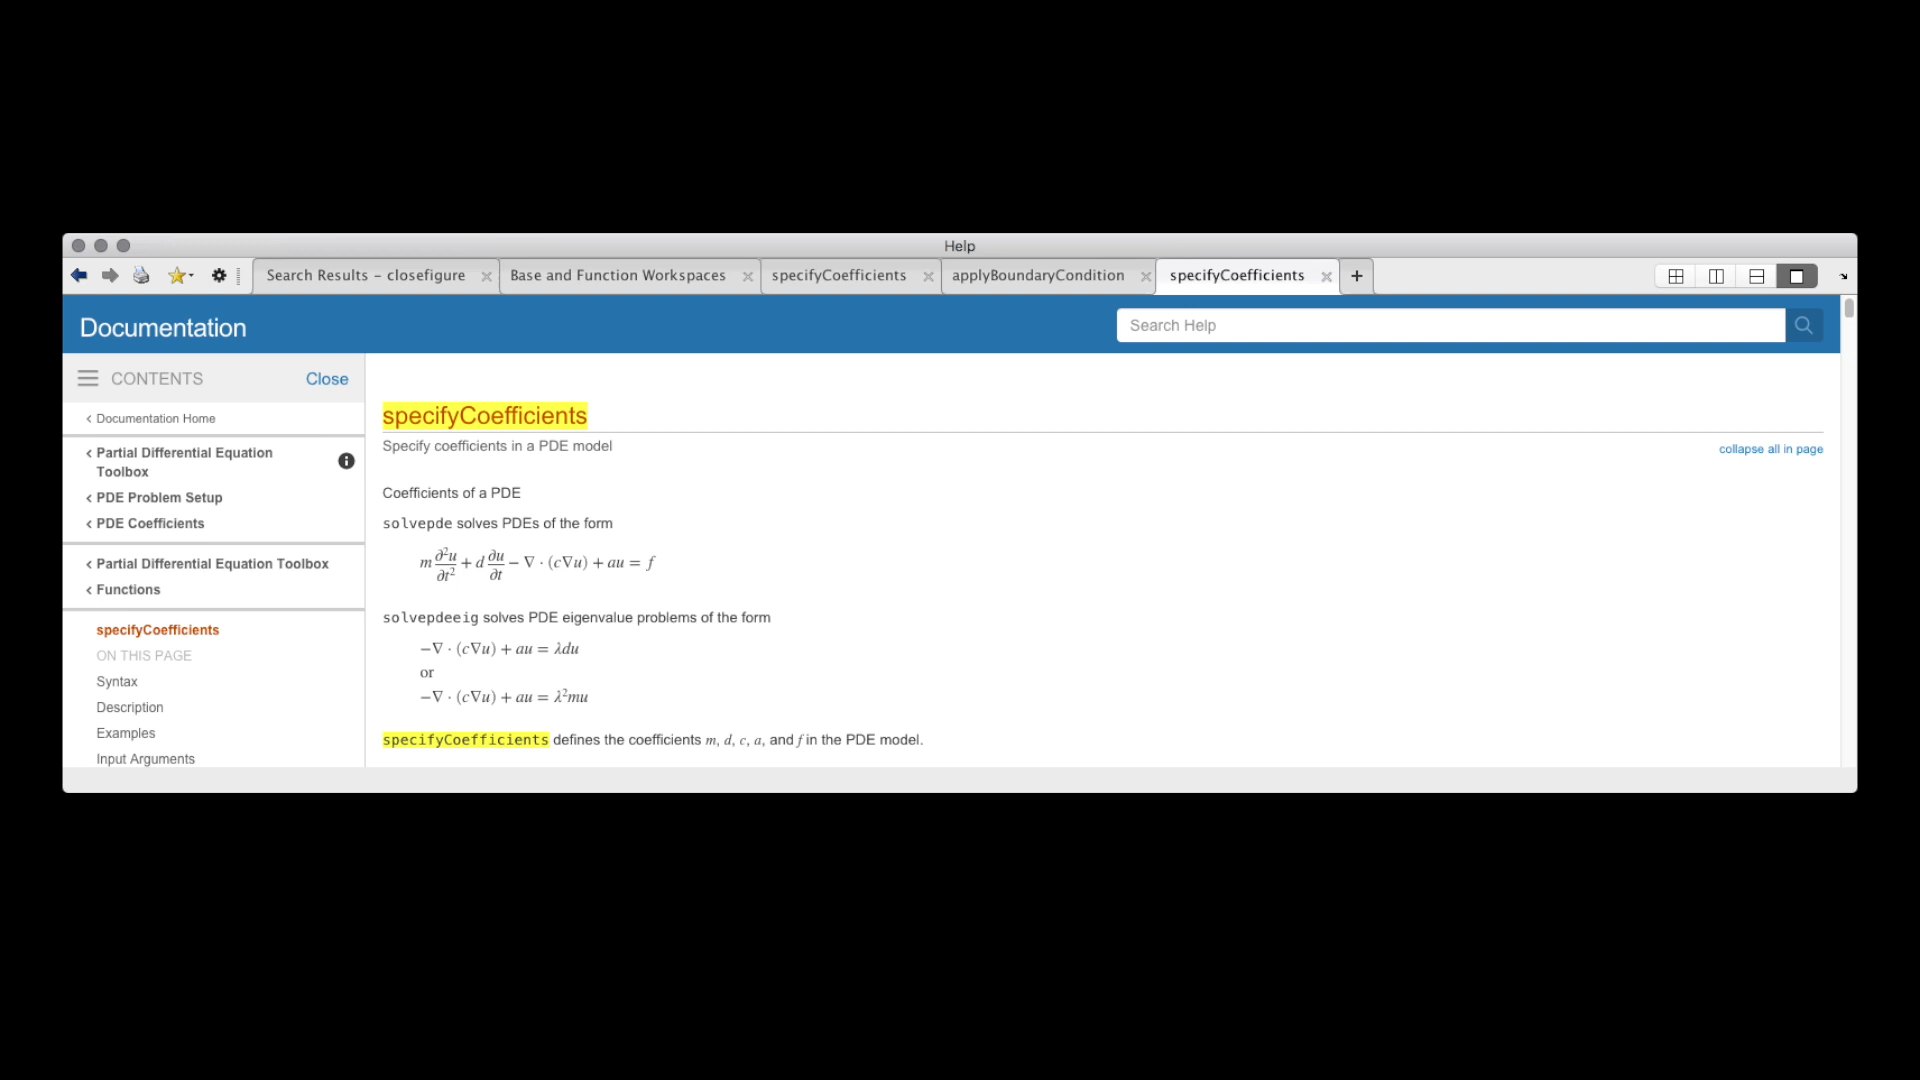 Help
Search Results – closefigure
Base and Function Workspaces
specifyCoefficients
applyBoundaryCondition
specifyCoefficients
Documentation
Search Help
CONTENTS
Close
‹ Documentation Home
‹ Partial Differential Equation
Toolbox
‹ PDE Problem Setup
‹ PDE Coefficients
‹ Partial Differential Equation Toolbox
‹ Functions
specifyCoefficients
ON THIS PAGE
Syntax
Description
Examples
Input Arguments
specifyCoefficients
Specify coefficients in a PDE model
collapse all in page
Coefficients of a PDE
solvepde solves PDEs of the form
m ∂²u/∂t² + d ∂u/∂t − ∇ · (c∇u) + au = f
solvepdeeig solves PDE eigenvalue problems of the form
−∇ · (c∇u) + au = λdu
or
−∇ · (c∇u) + au = λ²mu
specifyCoefficients defines the coefficients m, d, c, a, and f in the PDE model.